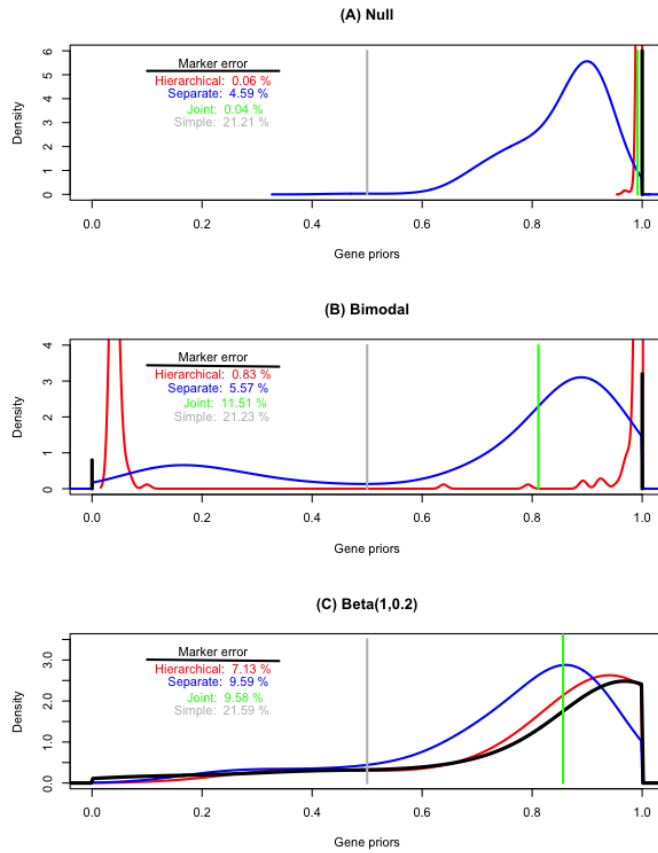 (A) Null
Density
0 1 2 3 4 5 6
Marker error
Hierarchical: 0.06 %
Separate: 4.59 %
Joint: 0.04 %
Simple: 21.21 %
0.0 0.2 0.4 0.6 0.8 1.0
Gene priors
(B) Bimodal
Density
0 1 2 3 4
Marker error
Hierarchical: 0.83 %
Separate: 5.57 %
Joint: 11.51 %
Simple: 21.23 %
0.0 0.2 0.4 0.6 0.8 1.0
Gene priors
(C) Beta(1,0.2)
Density
0.0 1.0 2.0 3.0
Marker error
Hierarchical: 7.13 %
Separate: 9.59 %
Joint: 9.58 %
Simple: 21.59 %
0.0 0.2 0.4 0.6 0.8 1.0
Gene priors